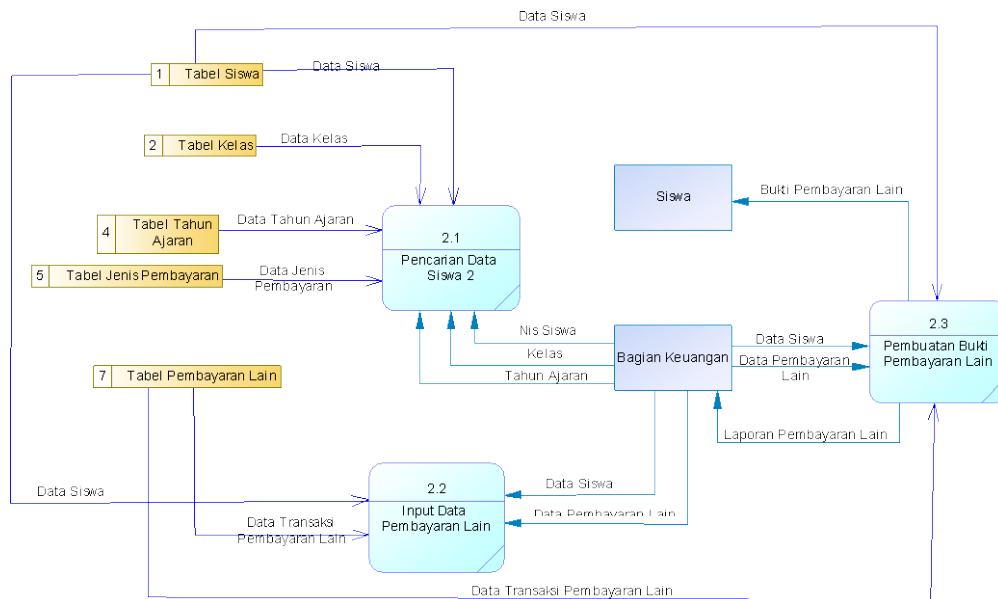 Data Siswa
1 Tabel Siswa
Data Siswa
2 Tabel Kelas
Data Kelas
Siswa
Bukti Pembayaran Lain
4 Tabel Tahun
Ajaran
Data Tahun Ajaran
2.1
Pencarian Data
Siswa 2
5 Tabel Jenis Pembayaran
Data Jenis
Pembayaran
Nis Siswa
Kelas
Tahun Ajaran
Bagian Keuangan
Data Siswa
Data Pembayaran
Lain
2.3
Pembuatan Bukti
Pembayaran Lain
7 Tabel Pembayaran Lain
Laporan Pembayaran Lain
Data Siswa
2.2
Input Data
Pembayaran Lain
Data Siswa
Data Pembayaran Lain
Data Transaksi
Pembayaran Lain
Data Transaksi Pembayaran Lain